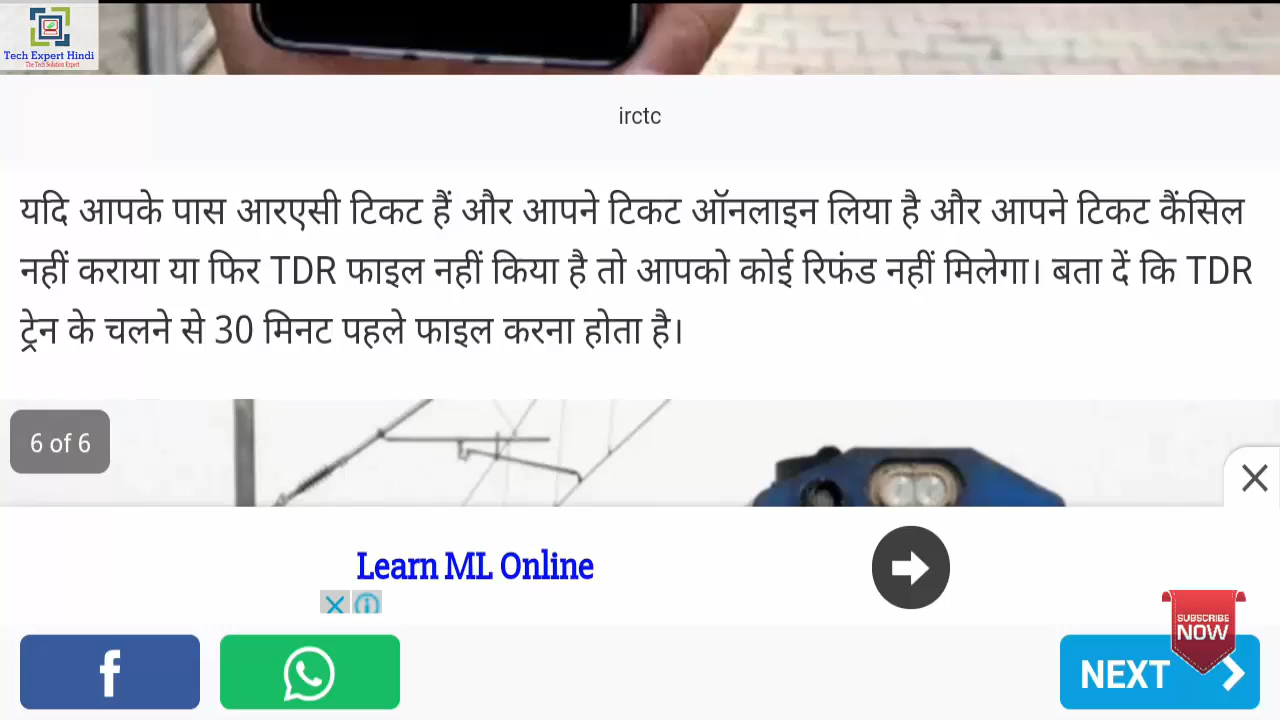 Tech Expert Hindi
The Tech Solution Expert
irctc
यदि आपके पास आरएसी टिकट हैं और आपने टिकट ऑनलाइन लिया है और आपने टिकट कैंसिल
नहीं कराया या फिर TDR फाइल नहीं किया है तो आपको कोई रिफंड नहीं मिलेगा। बता दें कि TDR
ट्रेन के चलने से 30 मिनट पहले फाइल करना होता है।
6 of 6
Learn ML Online
SUBSCRIBE
NOW
NEXT